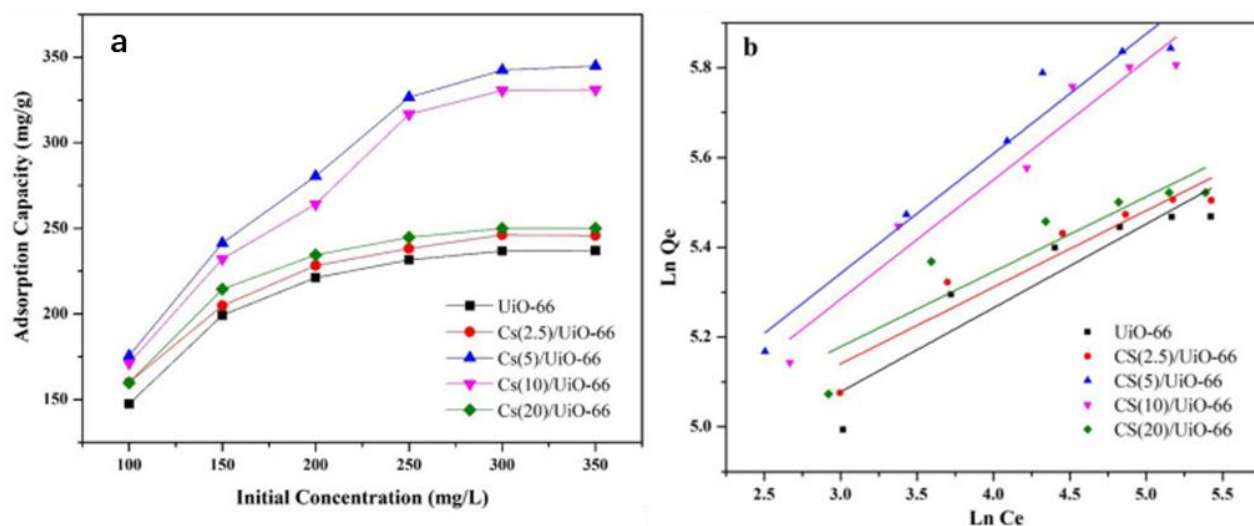 a
Adsorption Capacity (mg/g)
350
300
250
200
150
100
150
200
250
300
350
Initial Concentration (mg/L)
UiO-66
Cs(2.5)/UiO-66
Cs(5)/UiO-66
Cs(10)/UiO-66
Cs(20)/UiO-66
b
Ln Qe
5.8
5.6
5.4
5.2
5.0
2.5
3.0
3.5
4.0
4.5
5.0
5.5
Ln Ce
UiO-66
CS(2.5)/UiO-66
CS(5)/UiO-66
CS(10)/UiO-66
CS(20)/UiO-66